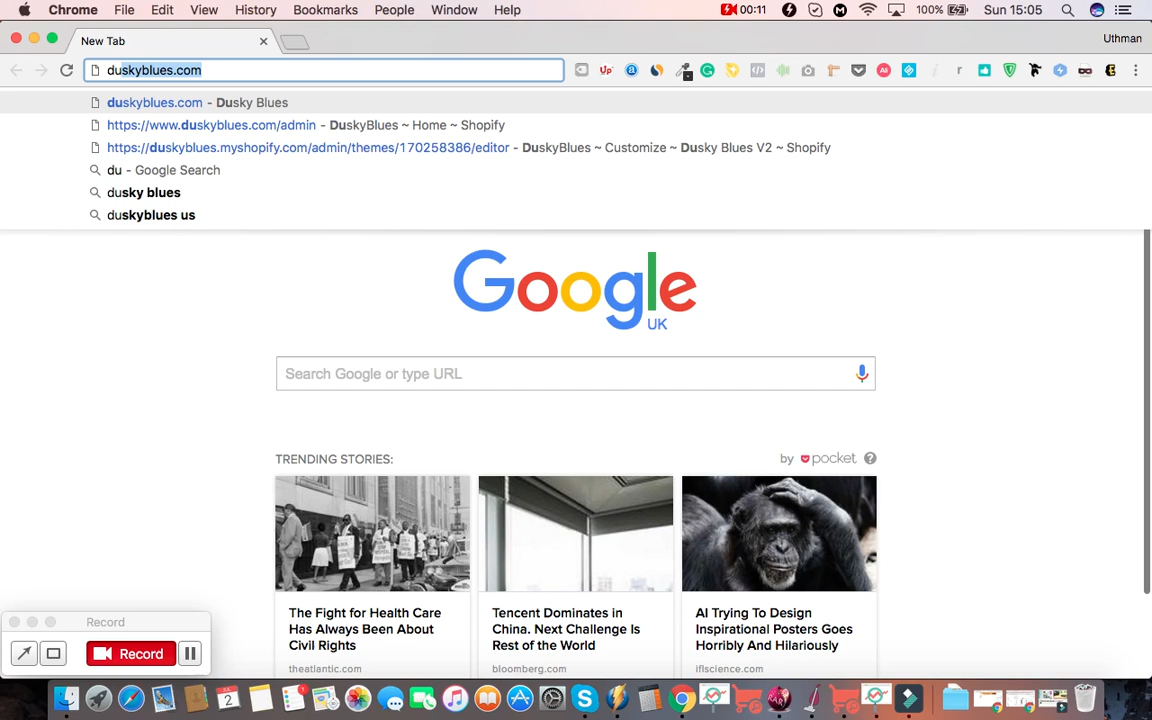 Chrome File Edit View History Bookmarks People Window Help 00:11 100% Sun 15:05
New Tab Uthman
duskyblues.com
duskyblues.com - Dusky Blues
https://www.duskyblues.com/admin - DuskyBlues ~ Home ~ Shopify
https://duskyblues.myshopify.com/admin/themes/170258386/editor - DuskyBlues ~ Customize ~ Dusky Blues V2 ~ Shopify
du - Google Search
dusky blues
duskyblues us
Google
UK
Search Google or type URL
TRENDING STORIES: by pocket
The Fight for Health Care
Has Always Been About
Civil Rights
theatlantic.com
Tencent Dominates in
China. Next Challenge Is
Rest of the World
bloomberg.com
AI Trying To Design
Inspirational Posters Goes
Horribly And Hilariously
iflscience.com
Record
Record